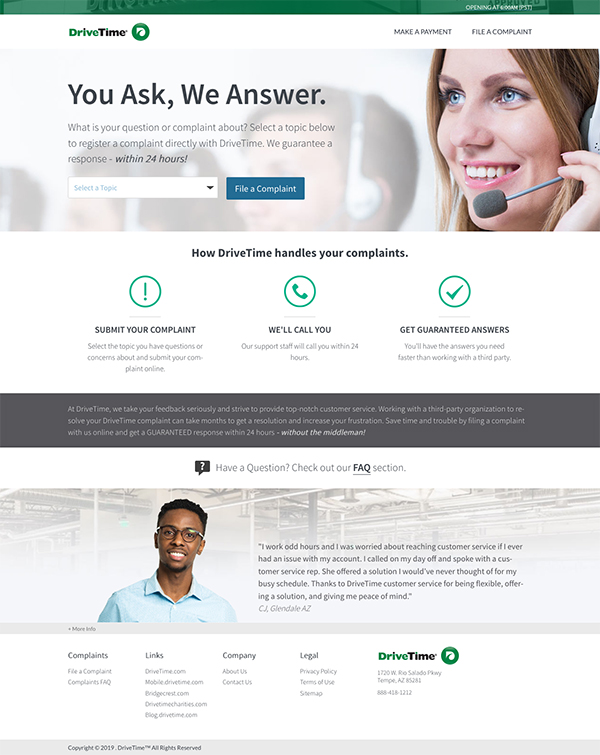 OPENING AT 6:00AM [PST]
DriveTime
MAKE A PAYMENT
FILE A COMPLAINT
You Ask, We Answer.
What is your question or complaint about? Select a topic below
to register a complaint directly with DriveTime. We guarantee a
response - within 24 hours!
Select a Topic
File a Complaint
How DriveTime handles your complaints.
SUBMIT YOUR COMPLAINT
Select the topic you have questions or
concerns about and submit your com-
plaint online.
WE'LL CALL YOU
Our support staff will call you within 24
hours.
GET GUARANTEED ANSWERS
You'll have the answers you need
faster than working with a third party.
At DriveTime, we take your feedback seriously and strive to provide top-notch customer service. Working with a third-party organization to re-
solve your DriveTime complaint can take months to get a resolution and increase your frustration. Save time and trouble by filing a complaint
with us online and get a GUARANTEED response within 24 hours - without the middleman!
? Have a Question? Check out our FAQ section.
"I work odd hours and I was worried about reaching customer service if I ever
had an issue with my account. I called on my day off and spoke with a cus-
tomer service rep. She offered a solution I would've never thought of for my
busy schedule. Thanks to DriveTime customer service for being flexible, offer-
ing a solution, and giving me peace of mind."
CJ, Glendale AZ
+ More Info
Complaints
File a Complaint
Complaints FAQ
Links
DriveTime.com
Mobile.drivetime.com
Bridgecrest.com
Drivetimecharities.com
Blog.drivetime.com
Company
About Us
Contact Us
Legal
Privacy Policy
Terms of Use
Sitemap
DriveTime
1720 W. Rio Salado Pkwy
Tempe, AZ 85281
888-418-1212
Copyright © 2019 . DriveTime™ All Rights Reserved